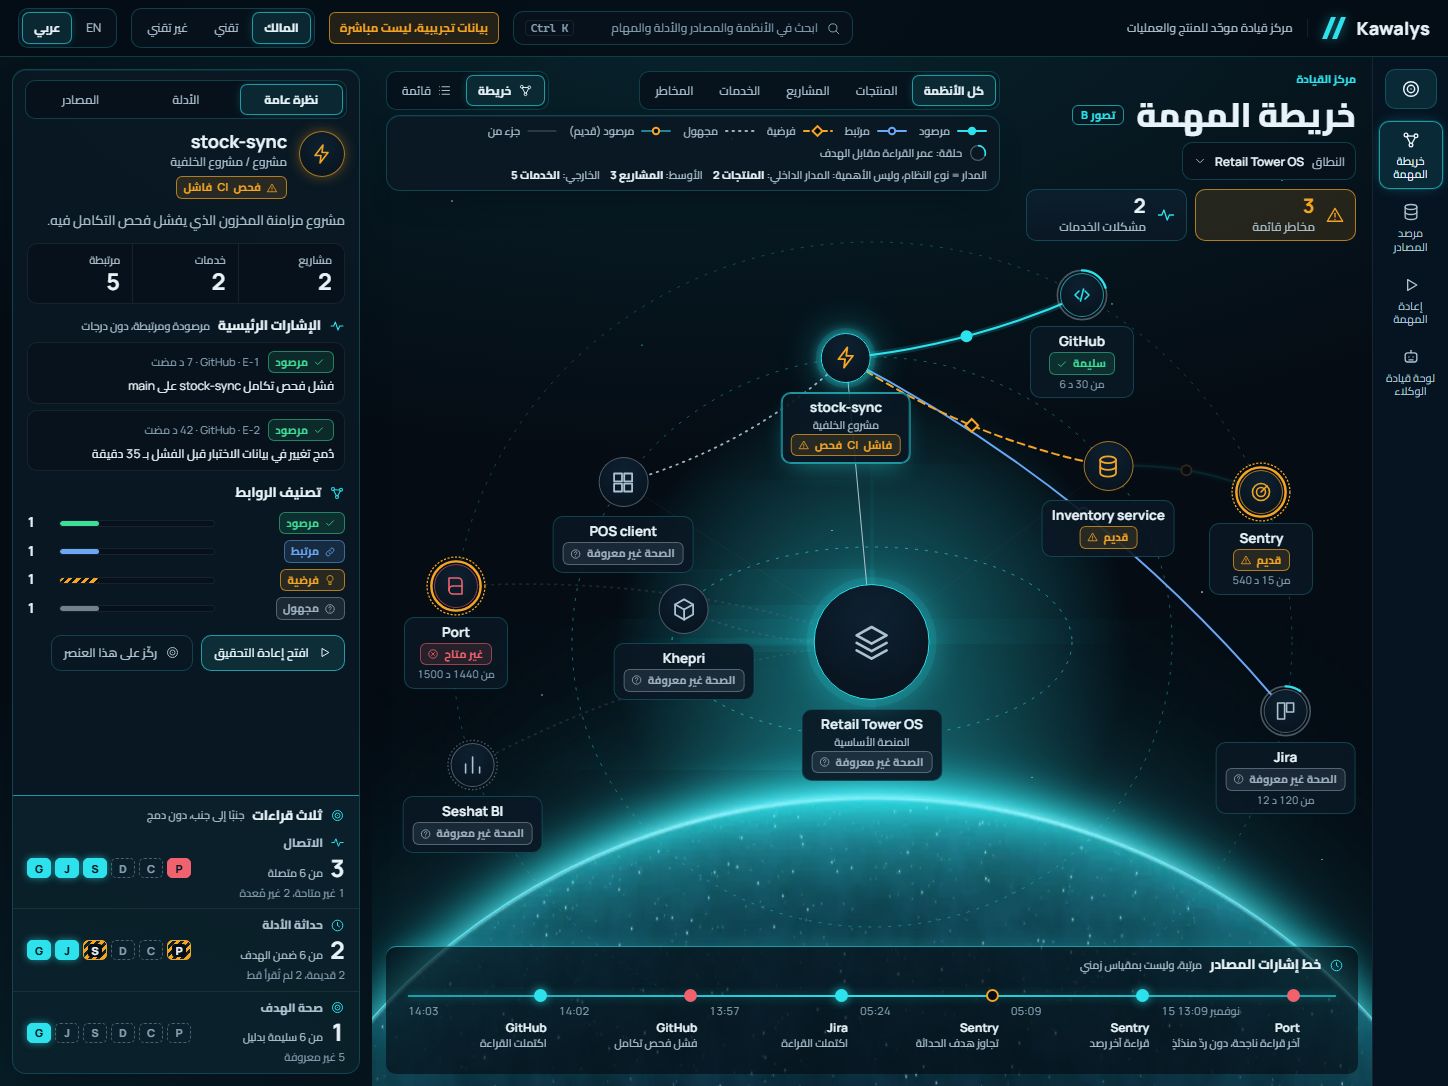 Kawalys
مركز قيادة موحّد للمنتج والعمليات
ابحث في الأنظمة والمصادر والأدلة والمهام
Ctrl K
بيانات تجريبية، ليست مباشرة
المالك
تقني
غير تقني
EN
عربي
خريطة المهمة
مرصد المصادر
إعادة المهمة
لوحة قيادة الوكلاء
مركز القيادة
خريطة المهمة
تصور B
النطاق Retail Tower OS
3
مخاطر قائمة
2
مشكلات الخدمات
كل الأنظمة
المنتجات
المشاريع
الخدمات
المخاطر
خريطة
قائمة
مرصود
مرتبط
فرضية
مجهول
مرصود (قديم)
جزء من
حلقة: عمر القراءة مقابل الهدف
المدار = نوع النظام، وليس الأهمية: المدار الداخلي: المنتجات 2 الأوسط: المشاريع 3 الخارجي: الخدمات 5
GitHub
سليمة
من 30 د 6
stock-sync
مشروع الخلفية
فاشل CI فحص
POS client
الصحة غير معروفة
Inventory service
قديم
Sentry
قديم
من 15 د 540
Port
غير متاح
من 1440 د 1500
Khepri
الصحة غير معروفة
Retail Tower OS
المنصة الأساسية
الصحة غير معروفة
Jira
الصحة غير معروفة
من 120 د 12
Seshat BI
الصحة غير معروفة
خط إشارات المصادر مرتبة، وليست بمقياس زمني
15 نوفمبر 13:09
Port
آخر قراءة ناجحة، دون ردّ منذئذٍ
05:09
Sentry
قراءة آخر رصد
05:24
Sentry
تجاوز هدف الحداثة
13:57
Jira
اكتملت القراءة
14:02
GitHub
فشل فحص تكامل
14:03
GitHub
اكتملت القراءة
نظرة عامة
الأدلة
المصادر
stock-sync
مشروع / مشروع الخلفية
فحص CI فاشل
مشروع مزامنة المخزون الذي يفشل فحص التكامل فيه.
مشاريع
2
خدمات
2
مرتبطة
5
الإشارات الرئيسية مرصودة ومرتبطة، دون درجات
مرصود GitHub · E-1 · 7 د مضت
فشل فحص تكامل stock-sync على main
مرصود GitHub · E-2 · 42 د مضت
دُمج تغيير في بيانات الاختبار قبل الفشل بـ 35 دقيقة
تصنيف الروابط
مرصود 1
مرتبط 1
فرضية 1
مجهول 1
افتح إعادة التحقيق
ركّز على هذا العنصر
ثلاث قراءات جنبًا إلى جنب، دون دمج
الاتصال
3 من 6 متصلة
G J S D C P
1 غير متاحة، 2 غير مُعدة
حداثة الأدلة
2 من 6 ضمن الهدف
G J S D C P
2 قديمة، 2 لم تُقرأ قط
صحة الهدف
1 من 6 سليمة بدليل
G J S D C P
5 غير معروفة